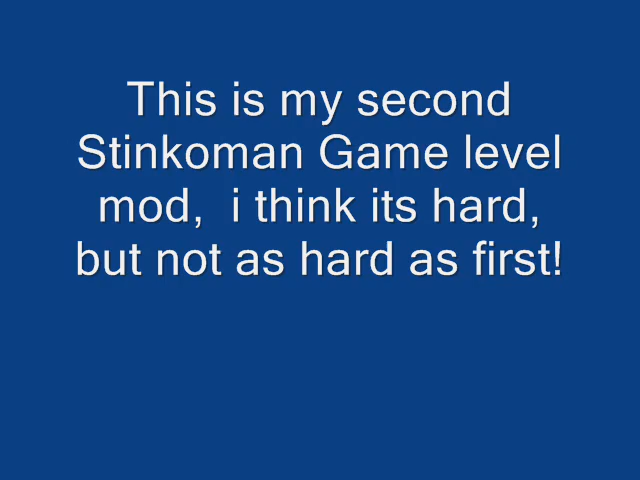 This is my second
Stinkoman Game level
mod,  i think its hard,
but not as hard as first!